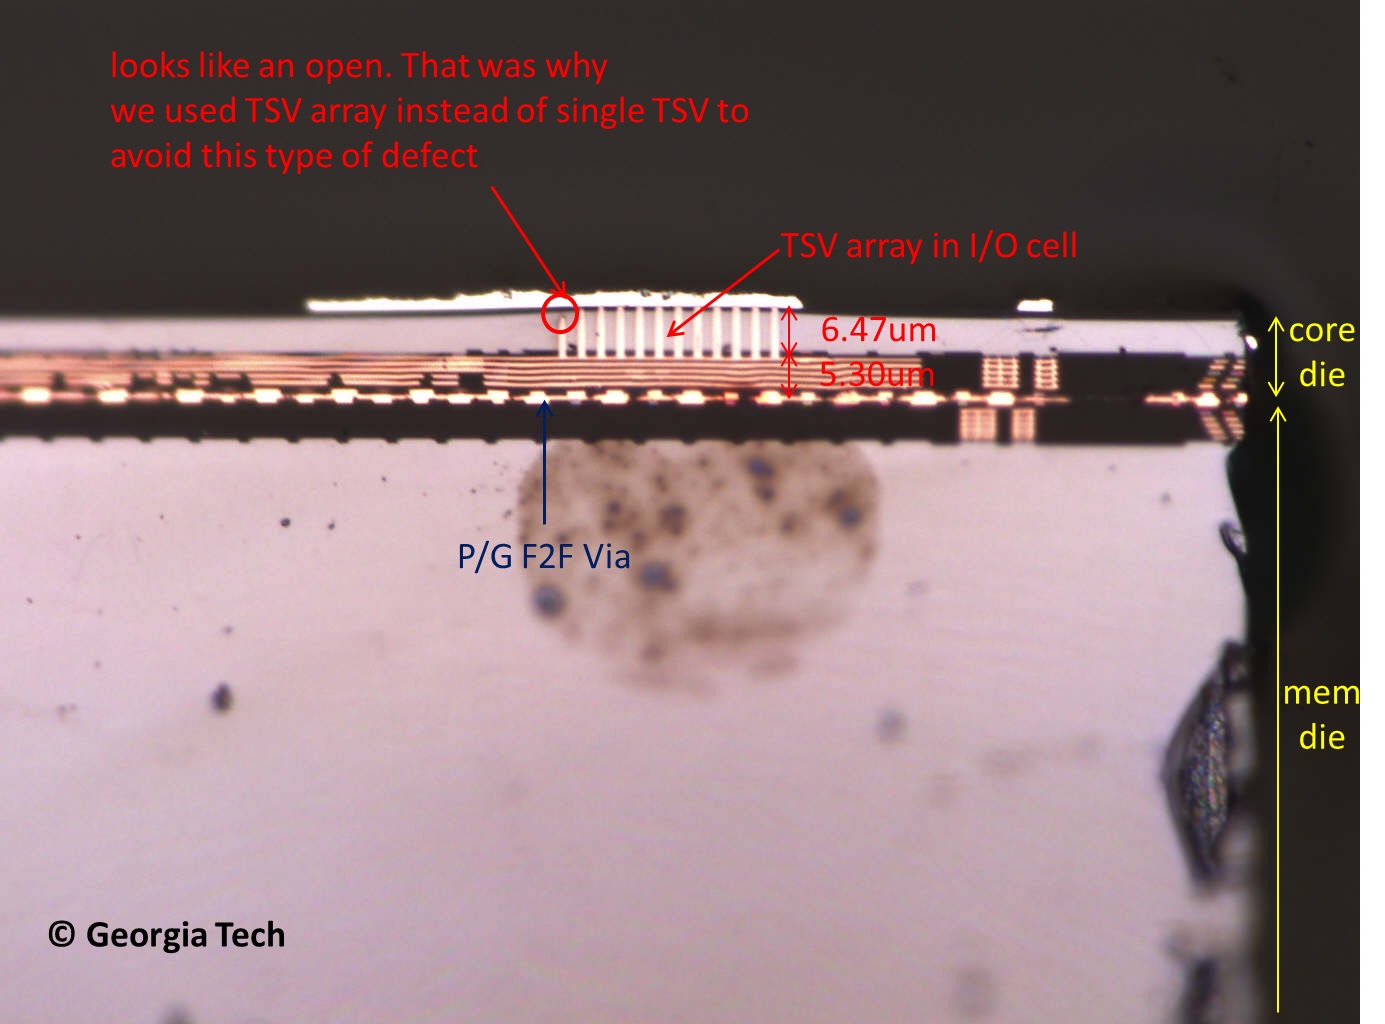 looks like an open. That was why
we used TSV array instead of single TSV to
avoid this type of defect
TSV array in I/O cell
6.47um
5.30um
core
die
P/G F2F Via
mem
die
© Georgia Tech